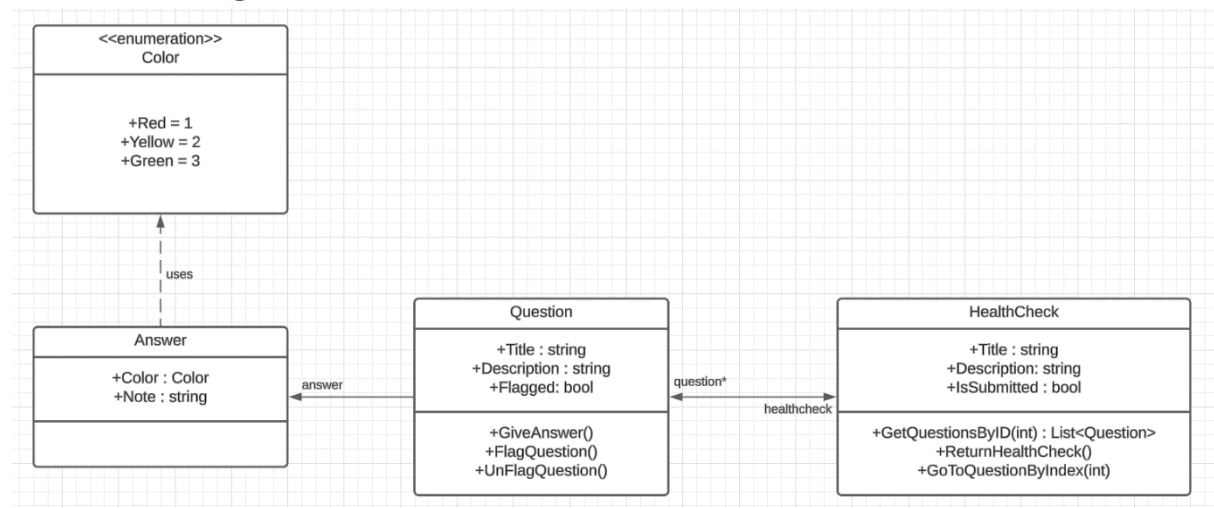 <<enumeration>>
Color
+Red = 1
+Yellow = 2
+Green = 3
uses
Answer
+Color : Color
+Note : string
answer
Question
+Title : string
+Description : string
+Flagged: bool
+GiveAnswer()
+FlagQuestion()
+UnFlagQuestion()
question*
healthcheck
HealthCheck
+Title : string
+Description: string
+IsSubmitted : bool
+GetQuestionsByID(int) : List<Question>
+ReturnHealthCheck()
+GoToQuestionByIndex(int)